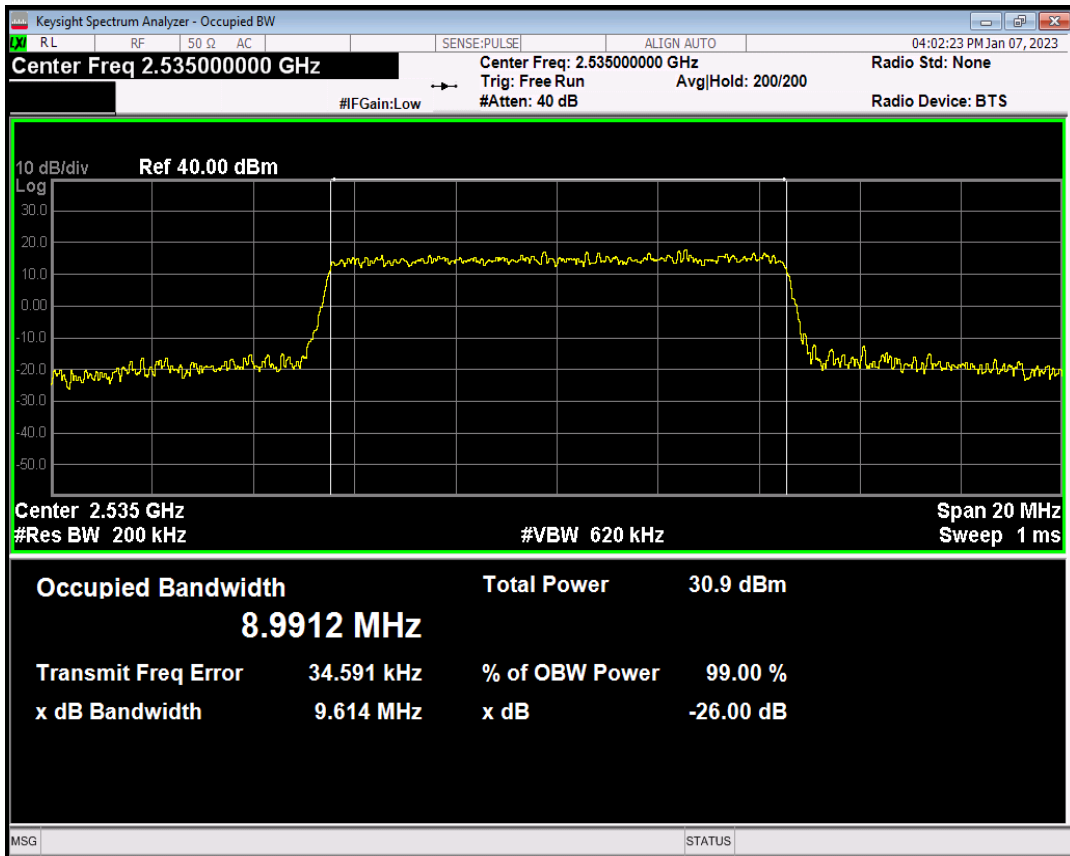 Keysight Spectrum Analyzer - Occupied BW
LXI RL RF 50 Ω AC SENSE:PULSE ALIGN AUTO 04:02:23 PM Jan 07, 2023
Center Freq 2.535000000 GHz Center Freq: 2.535000000 GHz Radio Std: None
Trig: Free Run Avg|Hold: 200/200
#IFGain:Low #Atten: 40 dB Radio Device: BTS
10 dB/div Ref 40.00 dBm
Log
30.0
20.0
10.0
0.00
-10.0
-20.0
-30.0
-40.0
-50.0
Center 2.535 GHz Span 20 MHz
#Res BW 200 kHz #VBW 620 kHz Sweep 1 ms
Occupied Bandwidth Total Power 30.9 dBm
8.9912 MHz
Transmit Freq Error 34.591 kHz % of OBW Power 99.00 %
x dB Bandwidth 9.614 MHz x dB -26.00 dB
MSG STATUS